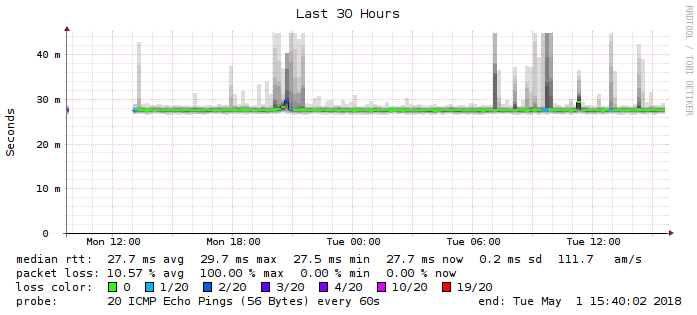 Last 30 Hours
RRDTOOL / TOBI OETIKER
Seconds
40 m
30 m
20 m
10 m
0
Mon 12:00 Mon 18:00 Tue 00:00 Tue 06:00 Tue 12:00
median rtt: 27.7 ms avg 29.7 ms max 27.5 ms min 27.7 ms now 0.2 ms sd 111.7 am/s
packet loss: 10.57 % avg 100.00 % max 0.00 % min 0.00 % now
loss color: 0 1/20 2/20 3/20 4/20 10/20 19/20
probe: 20 ICMP Echo Pings (56 Bytes) every 60s end: Tue May 1 15:40:02 2018